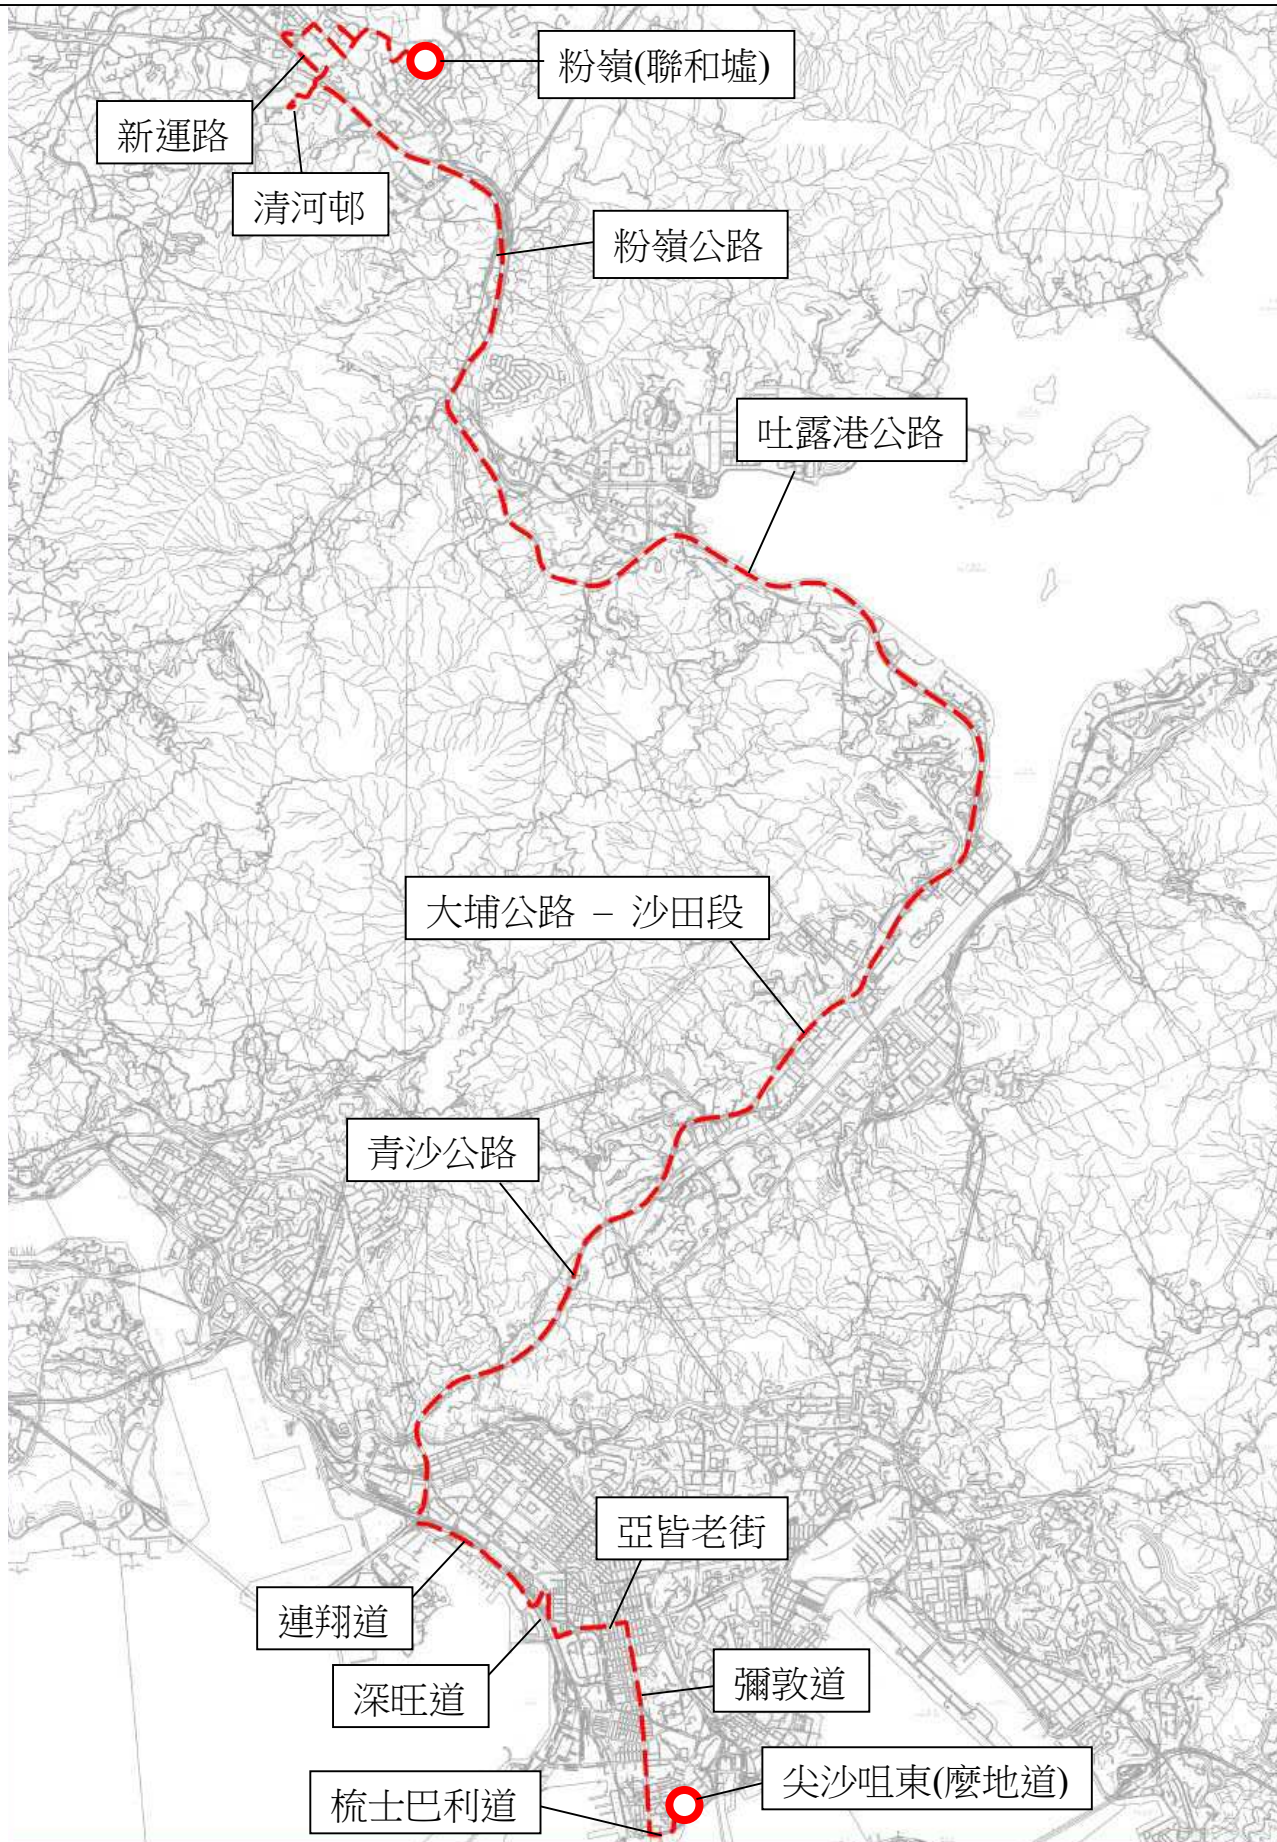 粉嶺(聯和墟)
新運路
清河邨
粉嶺公路
吐露港公路
大埔公路 – 沙田段
青沙公路
亞皆老街
連翔道
深旺道
彌敦道
尖沙咀東(麼地道)
梳士巴利道